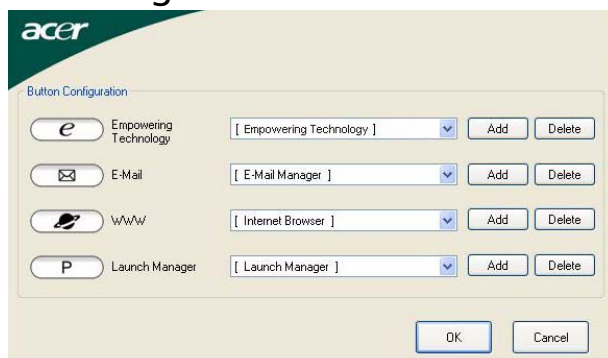 acer
Button Configuration
e Empowering Technology [ Empowering Technology ] Add Delete
E-Mail [ E-Mail Manager ] Add Delete
WWW [ Internet Browser ] Add Delete
P Launch Manager [ Launch Manager ] Add Delete
OK Cancel